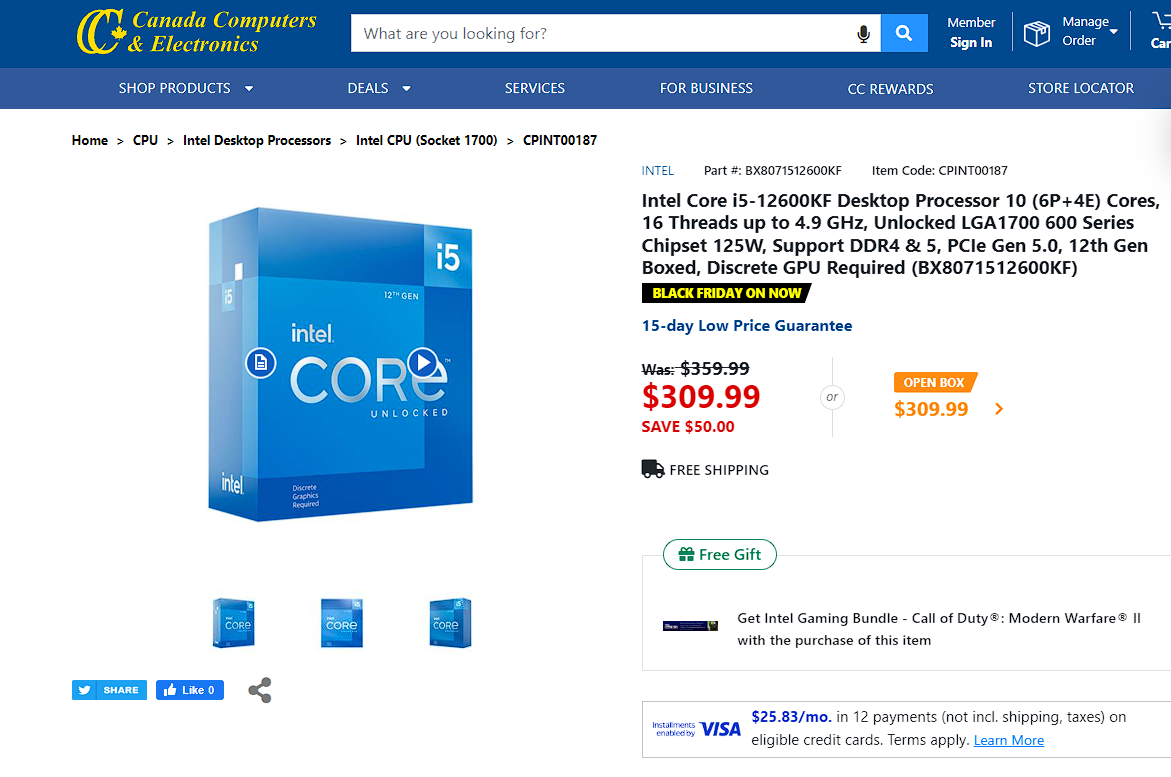 Canada Computers
& Electronics
What are you looking for?
Member
Sign In
Manage
Order
SHOP PRODUCTS
DEALS
SERVICES
FOR BUSINESS
CC REWARDS
STORE LOCATOR
Home > CPU > Intel Desktop Processors > Intel CPU (Socket 1700) > CPINT00187
INTEL Part #: BX8071512600KF Item Code: CPINT00187
Intel Core i5-12600KF Desktop Processor 10 (6P+4E) Cores,
16 Threads up to 4.9 GHz, Unlocked LGA1700 600 Series
Chipset 125W, Support DDR4 & 5, PCIe Gen 5.0, 12th Gen
Boxed, Discrete GPU Required (BX8071512600KF)
BLACK FRIDAY ON NOW
15-day Low Price Guarantee
Was: $359.99
$309.99
SAVE $50.00
or
OPEN BOX
$309.99 >
FREE SHIPPING
i5
i5
12TH GEN
intel.
CORE™
UNLOCKED
intel.
Discrete
Graphics
Required
Free Gift
Get Intel Gaming Bundle - Call of Duty®: Modern Warfare® II
with the purchase of this item
SHARE
Like 0
Installments
enabled by VISA
$25.83/mo. in 12 payments (not incl. shipping, taxes) on
eligible credit cards. Terms apply. Learn More